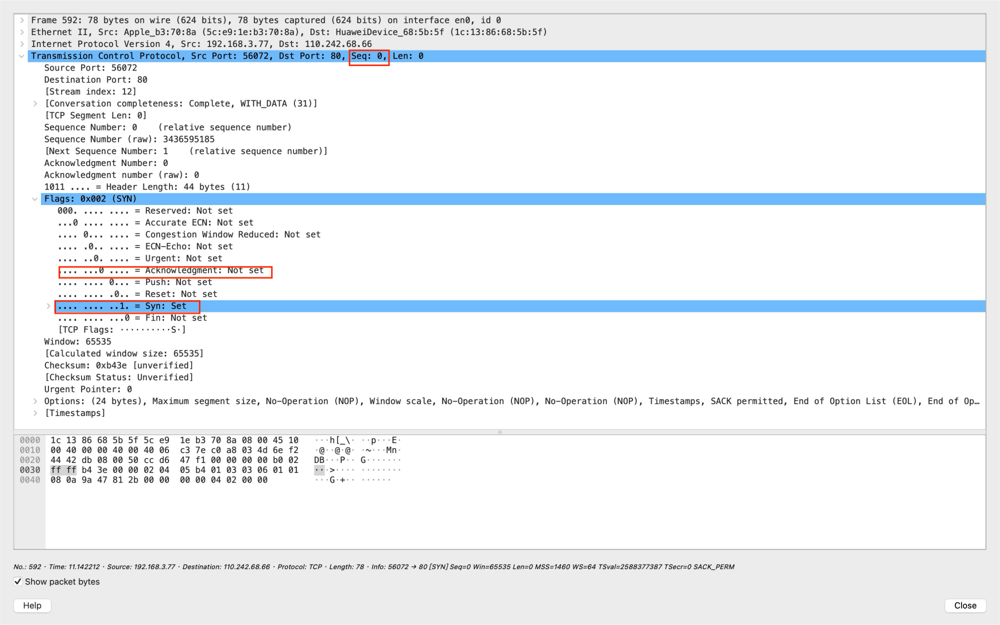 Frame 592: 78 bytes on wire (624 bits), 78 bytes captured (624 bits) on interface en0, id 0
Ethernet II, Src: Apple_b3:70:8a (5c:e9:1e:b3:70:8a), Dst: HuaweiDevice_68:5b:5f (1c:13:86:68:5b:5f)
Internet Protocol Version 4, Src: 192.168.3.77, Dst: 110.242.68.66
Transmission Control Protocol, Src Port: 56072, Dst Port: 80, Seq: 0, Len: 0
Source Port: 56072
Destination Port: 80
[Stream index: 12]
[Conversation completeness: Complete, WITH_DATA (31)]
[TCP Segment Len: 0]
Sequence Number: 0    (relative sequence number)
Sequence Number (raw): 3436595185
[Next Sequence Number: 1    (relative sequence number)]
Acknowledgment Number: 0
Acknowledgment number (raw): 0
1011 .... = Header Length: 44 bytes (11)
Flags: 0x002 (SYN)
000. .... .... = Reserved: Not set
...0 .... .... = Accurate ECN: Not set
.... 0... .... = Congestion Window Reduced: Not set
.... .0.. .... = ECN-Echo: Not set
.... ..0. .... = Urgent: Not set
.... ...0 .... = Acknowledgment: Not set
.... .... 0... = Push: Not set
.... .... .0.. = Reset: Not set
.... .... ..1. = Syn: Set
.... .... ...0 = Fin: Not set
[TCP Flags: ··········S·]
Window: 65535
[Calculated window size: 65535]
Checksum: 0xb43e [unverified]
[Checksum Status: Unverified]
Urgent Pointer: 0
Options: (24 bytes), Maximum segment size, No-Operation (NOP), Window scale, No-Operation (NOP), No-Operation (NOP), Timestamps, SACK permitted, End of Option List (EOL), End of Op…
[Timestamps]
0000 1c 13 86 68 5b 5f 5c e9 1e b3 70 8a 08 00 45 10 ···h[_\· ··p···E·
0010 00 40 00 00 40 00 40 06 c3 7e c0 a8 03 4d 6e f2 ·@··@·@· ·~···Mn·
0020 44 42 db 08 00 50 cc d6 47 f1 00 00 00 00 b0 02 DB···P·· G·······
0030 ff ff b4 3e 00 00 02 04 05 b4 01 03 03 06 01 01 ···>···· ········
0040 08 0a 9a 47 81 2b 00 00 00 00 04 02 00 00 ···G·+·· ······
No.: 592 · Time: 11.142212 · Source: 192.168.3.77 · Destination: 110.242.68.66 · Protocol: TCP · Length: 78 · Info: 56072 → 80 [SYN] Seq=0 Win=65535 Len=0 MSS=1460 WS=64 TSval=2588377387 TSecr=0 SACK_PERM
Show packet bytes
Help
Close